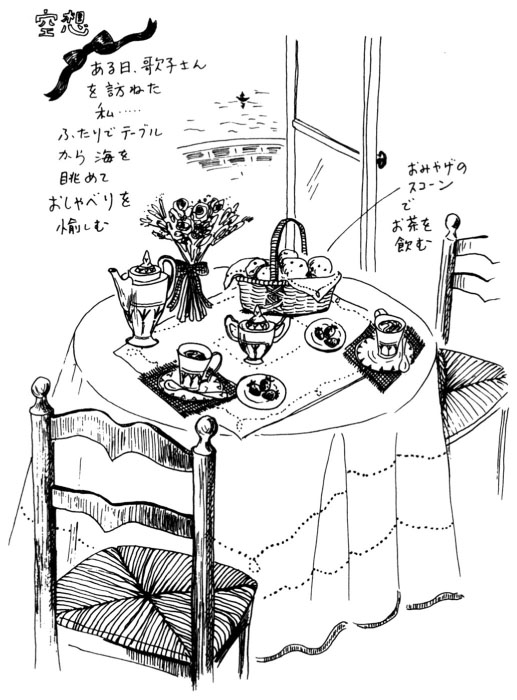 空想
ある日、歌子さん
を訪ねた
私……
ふたりでテーブル
から海を
眺めて
おしゃべりを
愉しむ
おみやげの
スコーン
で
お茶を
飲む